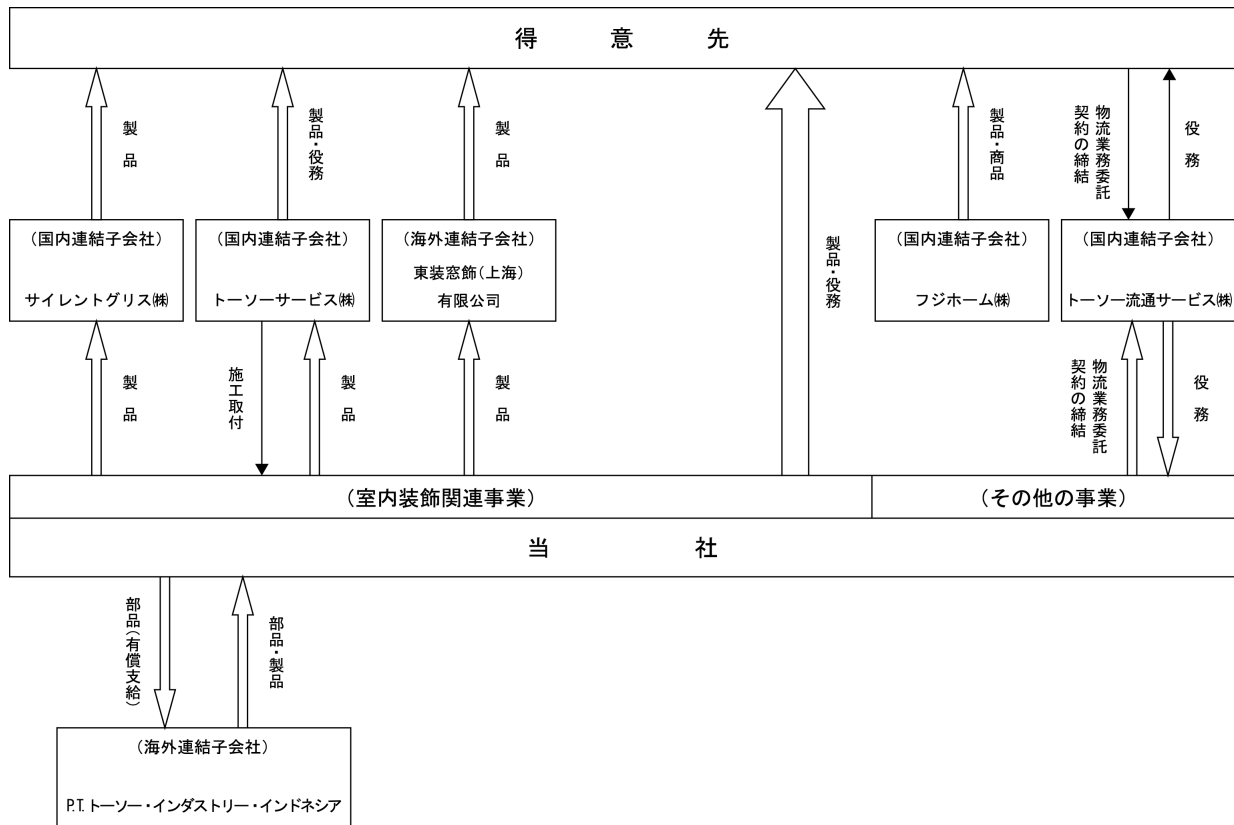 得意先
製品
製品・役務
製品
製品・役務
製品・商品
物流業務委託
契約の締結
役務
（国内連結子会社）
サイレントグリス㈱
（国内連結子会社）
トーソーサービス㈱
（海外連結子会社）
東装窓飾（上海）
有限公司
（国内連結子会社）
フジホーム㈱
（国内連結子会社）
トーソー流通サービス㈱
製品
施工取付
製品
製品
物流業務委託
契約の締結
役務
（室内装飾関連事業）
（その他の事業）
当社
部品（有償支給）
部品・製品
（海外連結子会社）
P.T.トーソー・インダストリー・インドネシア